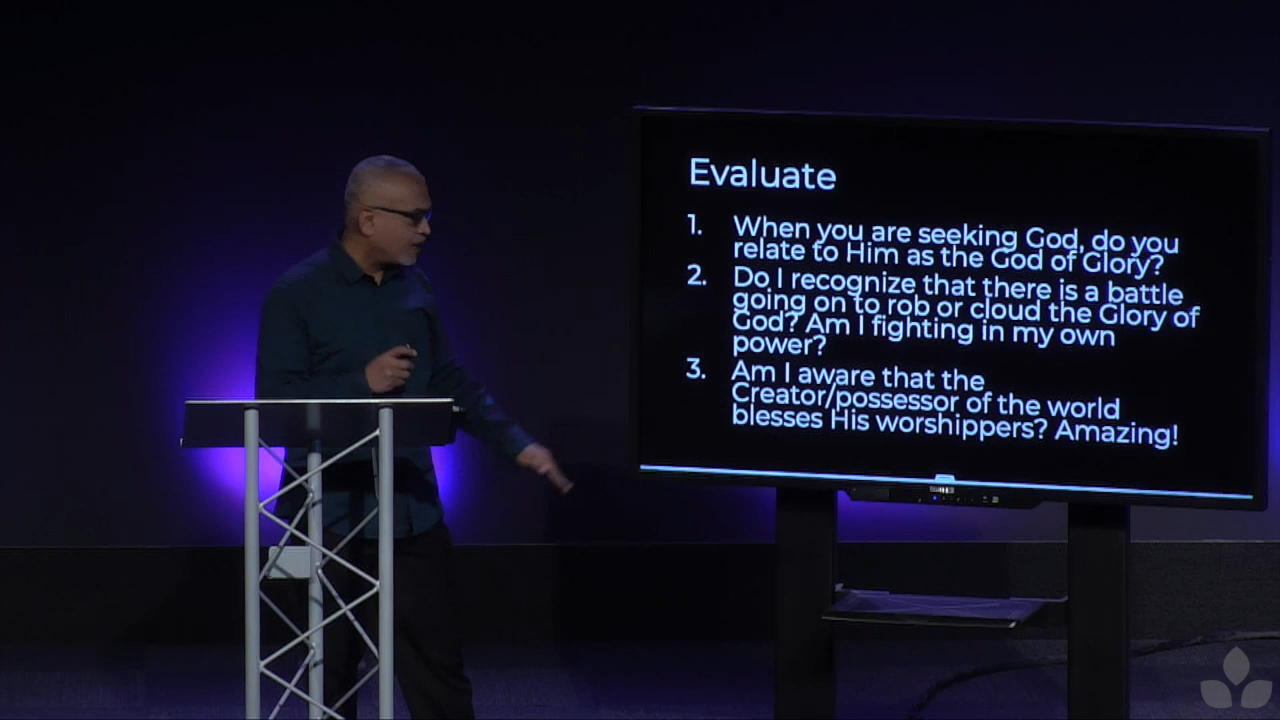 Evaluate
1. When you are seeking God, do you
relate to Him as the God of Glory?
2. Do I recognize that there is a battle
going on to rob or cloud the Glory of
God? Am I fighting in my own
power?
3. Am I aware that the
Creator/possessor of the world
blesses His worshippers? Amazing!